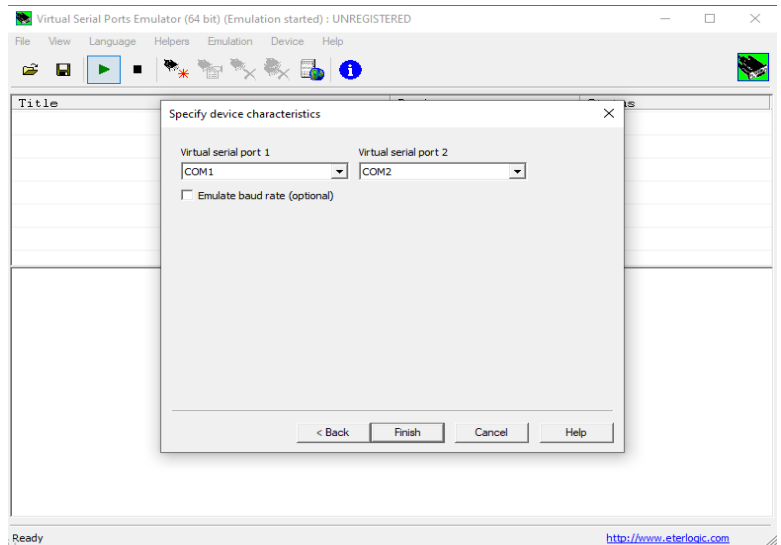 Virtual Serial Ports Emulator (64 bit) (Emulation started) : UNREGISTERED
File View Language Helpers Emulation Device Help
Title
Specify device characteristics
Virtual serial port 1 Virtual serial port 2
COM1 COM2
Emulate baud rate (optional)
< Back Finish Cancel Help
Ready http://www.eterlogic.com